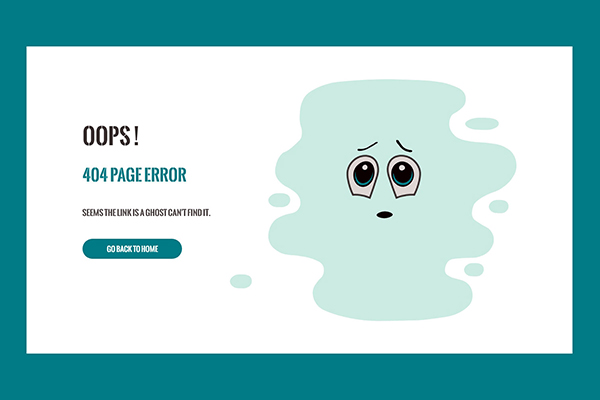 OOPS !
404 PAGE ERROR
SEEMS THE LINK IS A GHOST CAN'T FIND IT.
GO BACK TO HOME